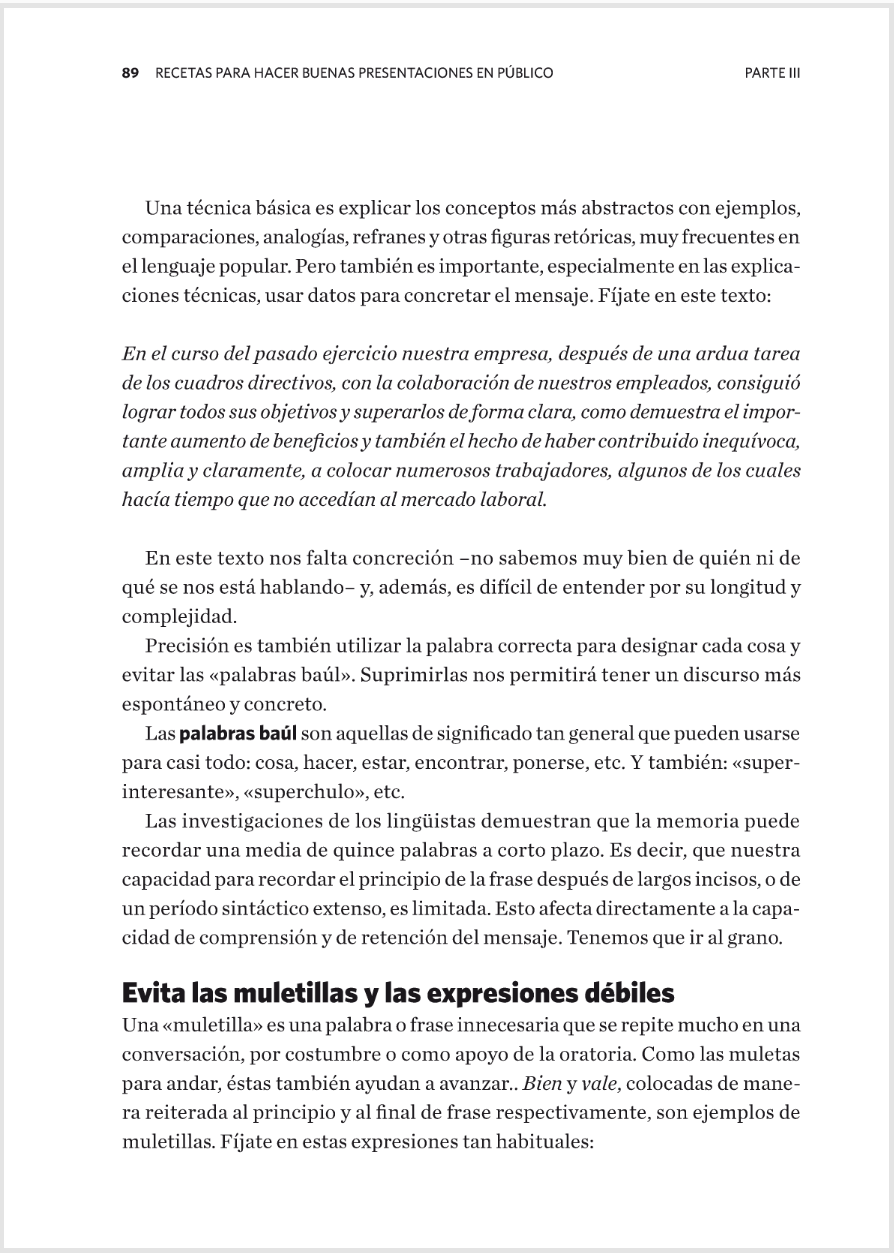 89 RECETAS PARA HACER BUENAS PRESENTACIONES EN PÚBLICO PARTE III
Una técnica básica es explicar los conceptos más abstractos con ejemplos,
comparaciones, analogías, refranes y otras figuras retóricas, muy frecuentes en
el lenguaje popular. Pero también es importante, especialmente en las explica-
ciones técnicas, usar datos para concretar el mensaje. Fíjate en este texto:
En el curso del pasado ejercicio nuestra empresa, después de una ardua tarea
de los cuadros directivos, con la colaboración de nuestros empleados, consiguió
lograr todos sus objetivos y superarlos de forma clara, como demuestra el impor-
tante aumento de beneficios y también el hecho de haber contribuido inequívoca,
amplia y claramente, a colocar numerosos trabajadores, algunos de los cuales
hacía tiempo que no accedían al mercado laboral.
En este texto nos falta concreción –no sabemos muy bien de quién ni de
qué se nos está hablando– y, además, es difícil de entender por su longitud y
complejidad.
Precisión es también utilizar la palabra correcta para designar cada cosa y
evitar las «palabras baúl». Suprimirlas nos permitirá tener un discurso más
espontáneo y concreto.
Las palabras baúl son aquellas de significado tan general que pueden usarse
para casi todo: cosa, hacer, estar, encontrar, ponerse, etc. Y también: «super-
interesante», «superchulo», etc.
Las investigaciones de los lingüistas demuestran que la memoria puede
recordar una media de quince palabras a corto plazo. Es decir, que nuestra
capacidad para recordar el principio de la frase después de largos incisos, o de
un período sintáctico extenso, es limitada. Esto afecta directamente a la capa-
cidad de comprensión y de retención del mensaje. Tenemos que ir al grano.
Evita las muletillas y las expresiones débiles
Una «muletilla» es una palabra o frase innecesaria que se repite mucho en una
conversación, por costumbre o como apoyo de la oratoria. Como las muletas
para andar, éstas también ayudan a avanzar.. Bien y vale, colocadas de mane-
ra reiterada al principio y al final de frase respectivamente, son ejemplos de
muletillas. Fíjate en estas expresiones tan habituales: